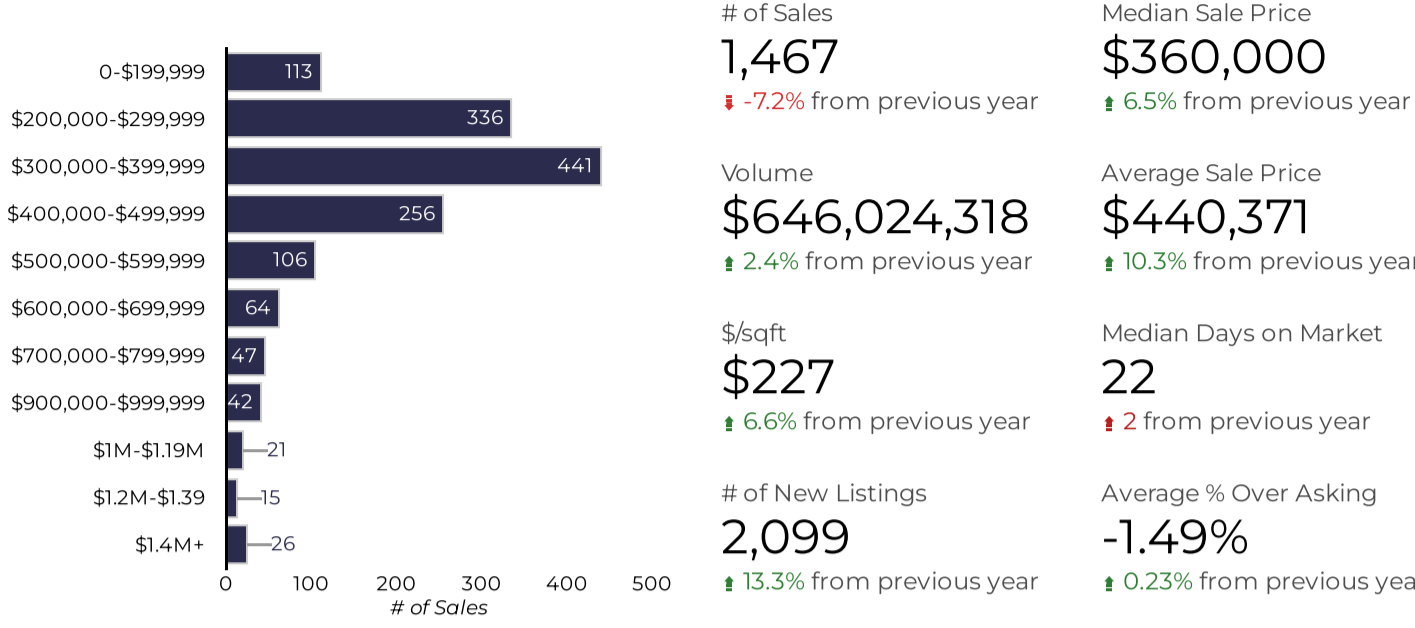 0-$199,999
113
$200,000-$299,999
336
$300,000-$399,999
441
$400,000-$499,999
256
$500,000-$599,999
106
$600,000-$699,999
64
$700,000-$799,999
47
$900,000-$999,999
42
$1M-$1.19M
21
$1.2M-$1.39
15
$1.4M+
26
0 100 200 300 400 500
# of Sales
# of Sales
1,467
-7.2% from previous year
Median Sale Price
$360,000
6.5% from previous year
Volume
$646,024,318
2.4% from previous year
Average Sale Price
$440,371
10.3% from previous year
$/sqft
$227
6.6% from previous year
Median Days on Market
22
2 from previous year
# of New Listings
2,099
13.3% from previous year
Average % Over Asking
-1.49%
0.23% from previous yea